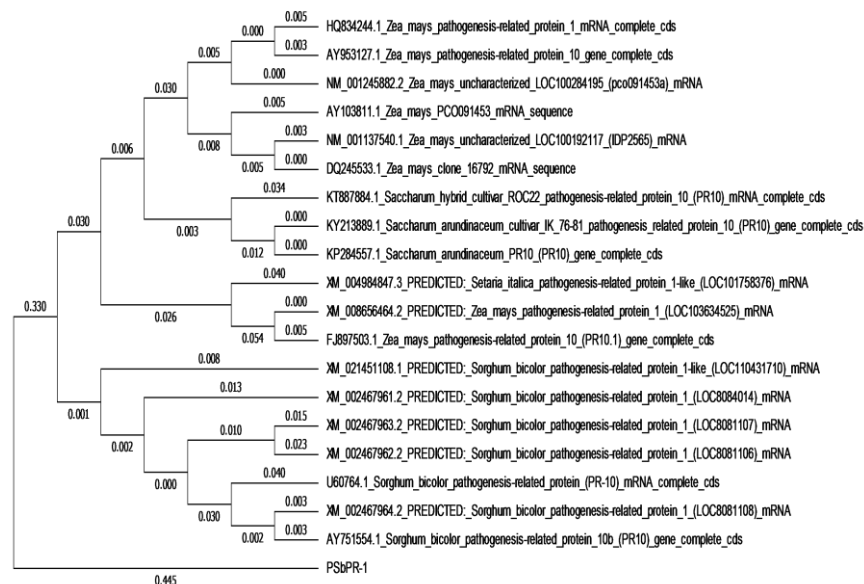 0.005
HQ834244.1_Zea_mays_pathogenesis-related_protein_1_mRNA_complete_cds
0.000
0.003
AY953127.1_Zea_mays_pathogenesis-related_protein_10_gene_complete_cds
0.005
0.000
NM_001245882.2_Zea_mays_uncharacterized_LOC100284195_(pco091453a)_mRNA
0.030
0.005
AY103811.1_Zea_mays_PCO091453_mRNA_sequence
0.008
0.003
NM_001137540.1_Zea_mays_uncharacterized_LOC100192117_(IDP2565)_mRNA
0.006
0.005
0.000
DQ245533.1_Zea_mays_clone_16792_mRNA_sequence
0.034
KT887884.1_Saccharum_hybrid_cultivar_ROC22_pathogenesis-related_protein_10_(PR10)_mRNA_complete_cds
0.003
0.000
KY213889.1_Saccharum_arundinaceum_cultivar_IK_76-81_pathogenesis_related_protein_10_(PR10)_gene_complete_cds
0.030
0.012
0.000
KP284557.1_Saccharum_arundinaceum_PR10_(PR10)_gene_complete_cds
0.040
XM_004984847.3_PREDICTED:_Setaria_italica_pathogenesis-related_protein_1-like_(LOC101758376)_mRNA
0.026
0.000
XM_008656464.2_PREDICTED:_Zea_mays_pathogenesis-related_protein_1_(LOC103634525)_mRNA
0.330
0.054
0.005
FJ897503.1_Zea_mays_pathogenesis-related_protein_10_(PR10.1)_gene_complete_cds
0.008
XM_021451108.1_PREDICTED:_Sorghum_bicolor_pathogenesis-related_protein_1-like_(LOC110431710)_mRNA
0.001
0.013
XM_002467961.2_PREDICTED:_Sorghum_bicolor_pathogenesis-related_protein_1_(LOC8084014)_mRNA
0.002
0.015
XM_002467963.2_PREDICTED:_Sorghum_bicolor_pathogenesis-related_protein_1_(LOC8081107)_mRNA
0.010
0.023
XM_002467962.2_PREDICTED:_Sorghum_bicolor_pathogenesis-related_protein_1_(LOC8081106)_mRNA
0.000
0.040
U60764.1_Sorghum_bicolor_pathogenesis-related_protein_(PR-10)_mRNA_complete_cds
0.030
0.003
XM_002467964.2_PREDICTED:_Sorghum_bicolor_pathogenesis-related_protein_1_(LOC8081108)_mRNA
0.002
0.003
AY751554.1_Sorghum_bicolor_pathogenesis-related_protein_10b_(PR10)_gene_complete_cds
0.445
PSbPR-1